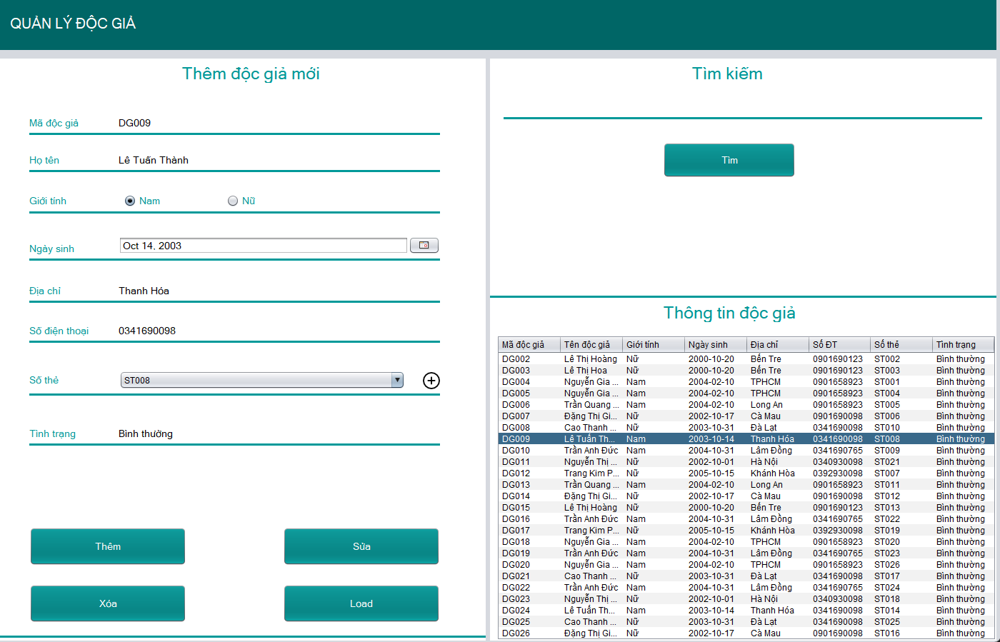 QUẢN LÝ ĐỘC GIẢ
Thêm độc giả mới
Mã độc giả DG009
Họ tên Lê Tuấn Thành
Giới tính Nam Nữ
Ngày sinh Oct 14, 2003
Địa chỉ Thanh Hóa
Số điện thoại 0341690098
Số thẻ ST008
Tình trạng Bình thường
Thêm Sửa
Xóa Load
Tìm kiếm
Tìm
Thông tin độc giả
Mã độc giả Tên độc giả Giới tính Ngày sinh Địa chỉ Số ĐT Số thẻ Tình trạng
DG002 Lê Thị Hoàng Nữ 2000-10-20 Bến Tre 0901690123 ST002 Bình thường
DG003 Lê Thị Hoa Nữ 2000-10-20 Bến Tre 0901690123 ST003 Bình thường
DG004 Nguyễn Gia ... Nam 2004-02-10 TPHCM 0901658923 ST001 Bình thường
DG005 Nguyễn Gia ... Nam 2004-02-10 TPHCM 0901658923 ST004 Bình thường
DG006 Trần Quang ... Nam 2004-02-10 Long An 0901658923 ST005 Bình thường
DG007 Đặng Thị Gi... Nữ 2002-10-17 Cà Mau 0901690098 ST006 Bình thường
DG008 Cao Thanh ... Nữ 2003-10-31 Đà Lạt 0341690098 ST010 Bình thường
DG009 Lê Tuấn Th... Nam 2003-10-14 Thanh Hóa 0341690098 ST008 Bình thường
DG010 Trần Anh Đức Nam 2004-10-31 Lâm Đồng 0341690765 ST009 Bình thường
DG011 Nguyễn Thị ... Nữ 2002-10-01 Hà Nội 0340930098 ST021 Bình thường
DG012 Trang Kim P... Nữ 2005-10-15 Khánh Hòa 0392930098 ST007 Bình thường
DG013 Trần Quang ... Nam 2004-02-10 Long An 0901658923 ST011 Bình thường
DG014 Đặng Thị Gi... Nữ 2002-10-17 Cà Mau 0901690098 ST012 Bình thường
DG015 Lê Thị Hoàng Nữ 2000-10-20 Bến Tre 0901690123 ST013 Bình thường
DG016 Trần Anh Đức Nam 2004-10-31 Lâm Đồng 0341690765 ST022 Bình thường
DG017 Trang Kim P... Nữ 2005-10-15 Khánh Hòa 0392930098 ST019 Bình thường
DG018 Nguyễn Gia ... Nam 2004-02-10 TPHCM 0901658923 ST020 Bình thường
DG019 Trần Anh Đức Nam 2004-10-31 Lâm Đồng 0341690765 ST023 Bình thường
DG020 Nguyễn Gia ... Nam 2004-02-10 TPHCM 0901658923 ST026 Bình thường
DG021 Cao Thanh ... Nữ 2003-10-31 Đà Lạt 0341690098 ST017 Bình thường
DG022 Trần Anh Đức Nam 2004-10-31 Lâm Đồng 0341690765 ST024 Bình thường
DG023 Nguyễn Thị ... Nữ 2002-10-01 Hà Nội 0340930098 ST018 Bình thường
DG024 Lê Tuấn Th... Nam 2003-10-14 Thanh Hóa 0341690098 ST014 Bình thường
DG025 Cao Thanh ... Nữ 2003-10-31 Đà Lạt 0341690098 ST025 Bình thường
DG026 Đặng Thị Gi... Nữ 2002-10-17 Cà Mau 0901690098 ST016 Bình thường